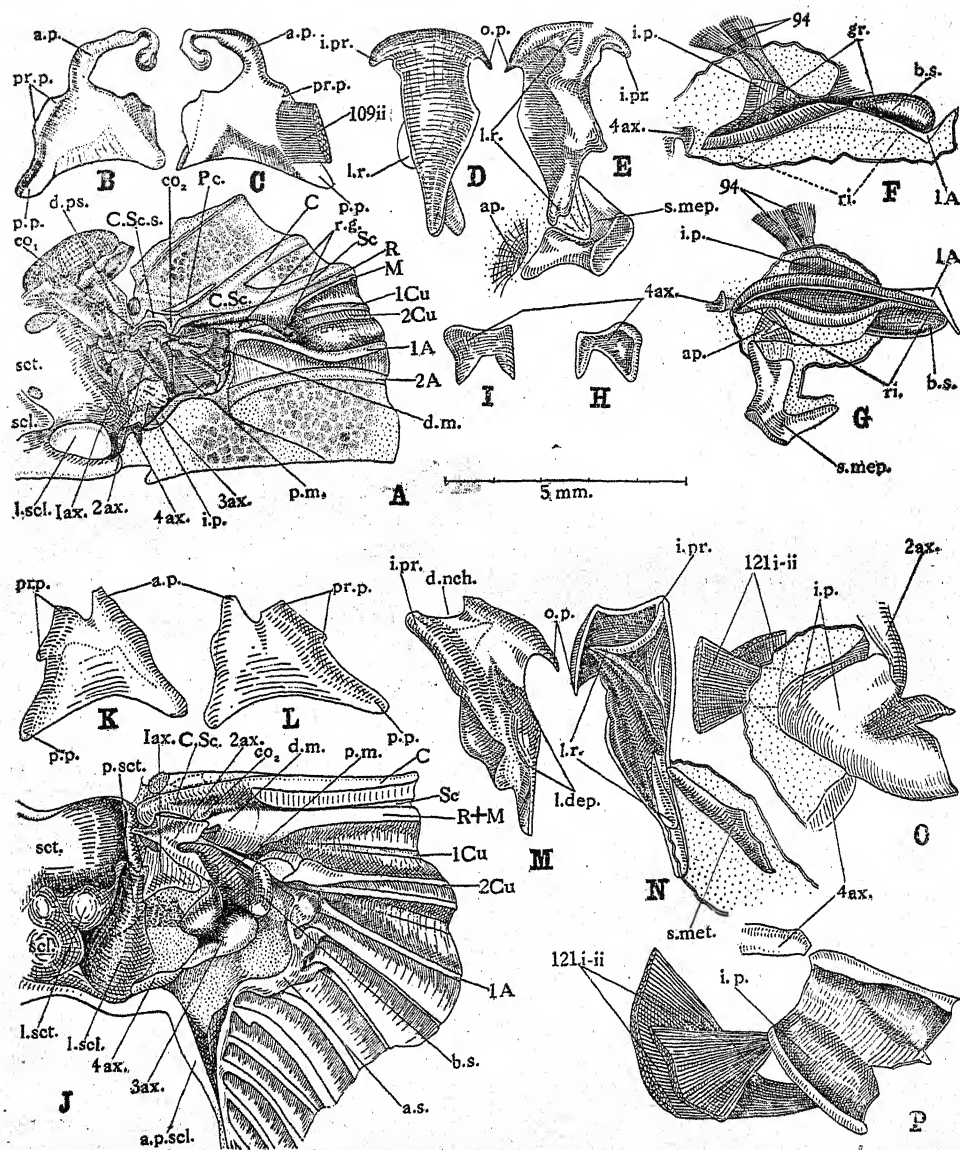 a.p.
a.p.
pr.p.
pr.p.
109ii
p.p.
p.p.
B
C
i.pr.
o.p.
i.pr.
l.r.
l.r.
D
E
ap.
s.mep.
94
gr.
i.p.
b.s.
4ax.
ri.
F
1A
d.ps.
co₁
C.Sc.s.
co₂
Pc.
C
r.g.
Sc
R
M
C.Sc.
1Cu
2Cu
1A
2A
d.m.
sct.
scl.
l.scl.
1ax.
2ax.
4ax.
i.p.
3ax.
p.m.
A
5 mm.
4ax.
I
H
94
i.p.
1A
ap.
ri.
b.s.
G
s.mep.
pr.p.
a.p.
pr.p.
K
L
p.p.
p.p.
i.pr.
d.nch.
o.p.
i.pr.
l.r.
l.dep.
M
N
s.met.
121i-ii
i.p.
2ax.
O
4ax.
p.sct.
1ax.
C.Sc.
2ax.
co₂
d.m.
p.m.
C
Sc
R+M
1Cu
2Cu
sct.
scl.
1A
l.sct.
l.scl.
4ax.
3ax.
b.s.
a.s.
J
a.p.scl.
121i-ii
i.p.
P